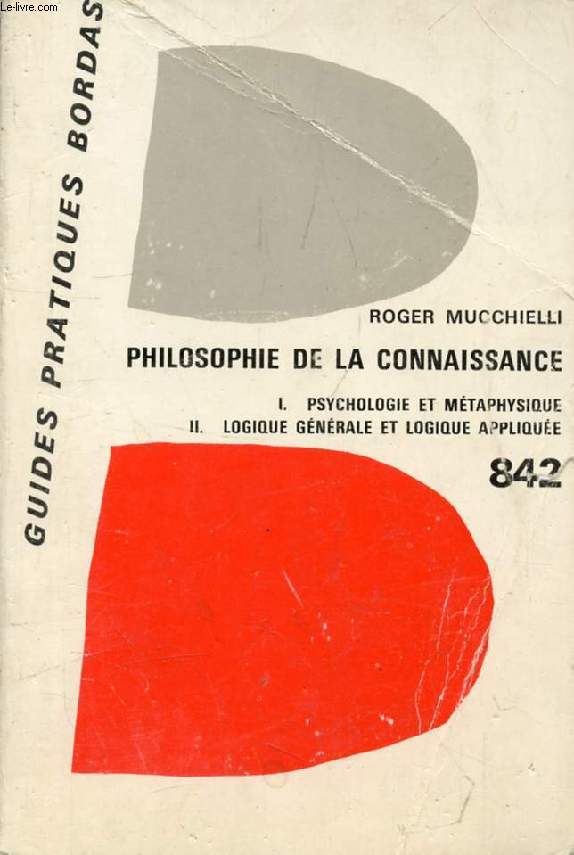 Le-livre.com
GUIDES PRATIQUES BORDAS
ROGER MUCCHIELLI
PHILOSOPHIE DE LA CONNAISSANCE
I. PSYCHOLOGIE ET MÉTAPHYSIQUE
II. LOGIQUE GÉNÉRALE ET LOGIQUE APPLIQUÉE
842